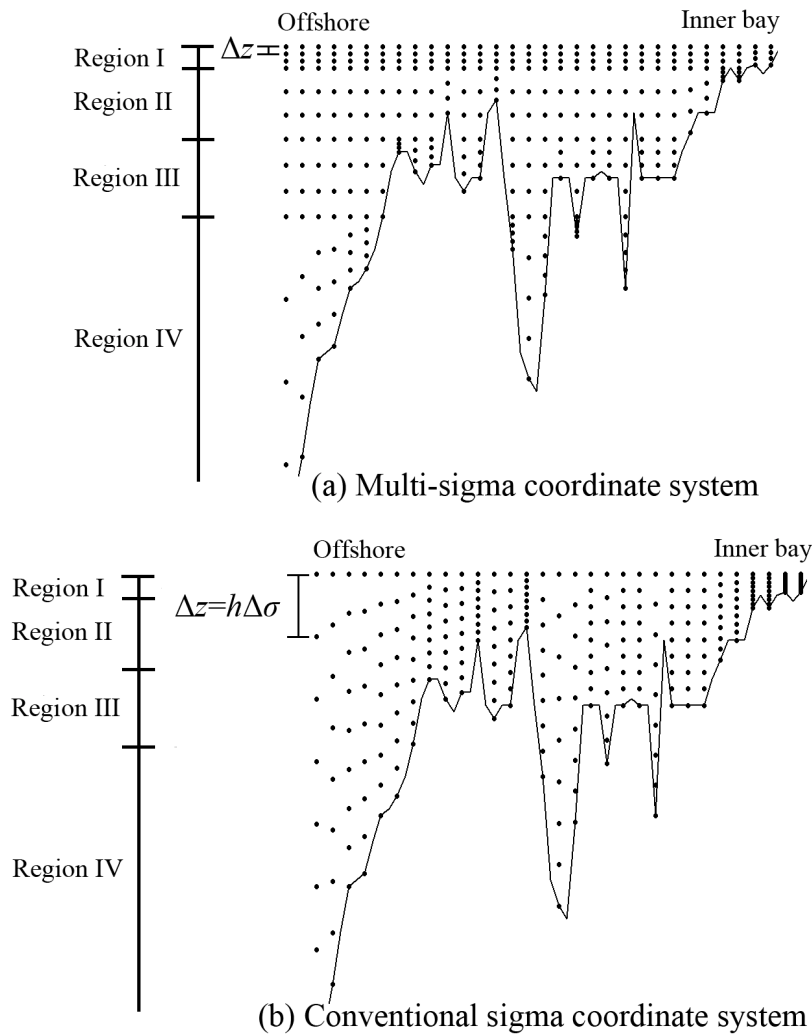 Offshore
Inner bay
Region I
Δz
Region II
Region III
Region IV
(a) Multi-sigma coordinate system
Offshore
Inner bay
Region I
Δz=hΔσ
Region II
Region III
Region IV
(b) Conventional sigma coordinate system